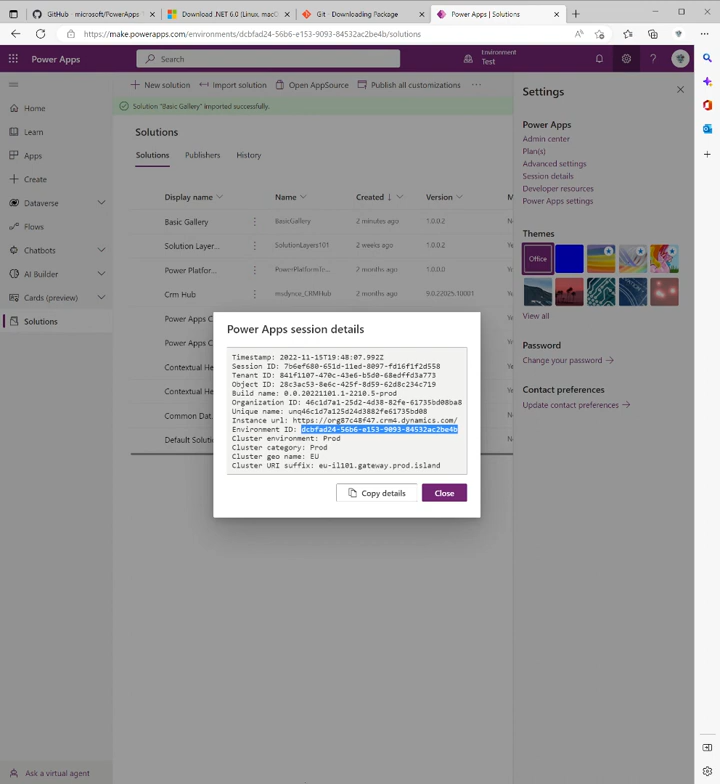 GitHub - microsoft/PowerApps
Download .NET 6.0 (Linux, macO
Git - Downloading Package
Power Apps | Solutions
https://make.powerapps.com/environments/dcbfad24-56b6-e153-9093-84532ac2be4b/solutions
Power Apps
Search
Environment
Test
New solution
Import solution
Open AppSource
Publish all customizations
Solution "Basic Gallery" imported successfully.
Home
Learn
Apps
Create
Dataverse
Flows
Chatbots
AI Builder
Cards (preview)
Solutions
Ask a virtual agent
Solutions
Solutions Publishers History
Display name Name Created Version M
Basic Gallery BasicGallery 2 minutes ago 1.0.0.2 N
Solution Layer... SolutionLayers101 2 weeks ago 1.0.0.2 Ye
Power Platfor... PowerPlatformTe... 2 months ago 1.0.0.0 Ye
Crm Hub msdynce_CRMHub 2 months ago 9.0.22025.10001 Ye
Power Apps C
Power Apps C
Contextual He
Contextual He
Common Dat
Default Solutio
Power Apps session details
Timestamp: 2022-11-15T19:48:07.992Z
Session ID: 7b6ef680-651d-11ed-8097-fd16f1f2d558
Tenant ID: 841f1107-470c-43e6-b5d0-68edffd3a773
Object ID: 28c3ac53-8e6c-425f-8d59-62d8c234c719
Build name: 0.0.20221101.1-2210.5-prod
Organization ID: 46c1d7a1-25d2-4d38-82fe-61735bd08ba8
Unique name: unq46c1d7a125d24d3882fe61735bd08
Instance url: https://org87c48f47.crm4.dynamics.com/
Environment ID: dcbfad24-56b6-e153-9093-84532ac2be4b
Cluster environment: Prod
Cluster category: Prod
Cluster geo name: EU
Cluster URI suffix: eu-il101.gateway.prod.island
Copy details
Close
Settings
Power Apps
Admin center
Plan(s)
Advanced settings
Session details
Developer resources
Power Apps settings
Themes
Office
View all
Password
Change your password
Contact preferences
Update contact preferences